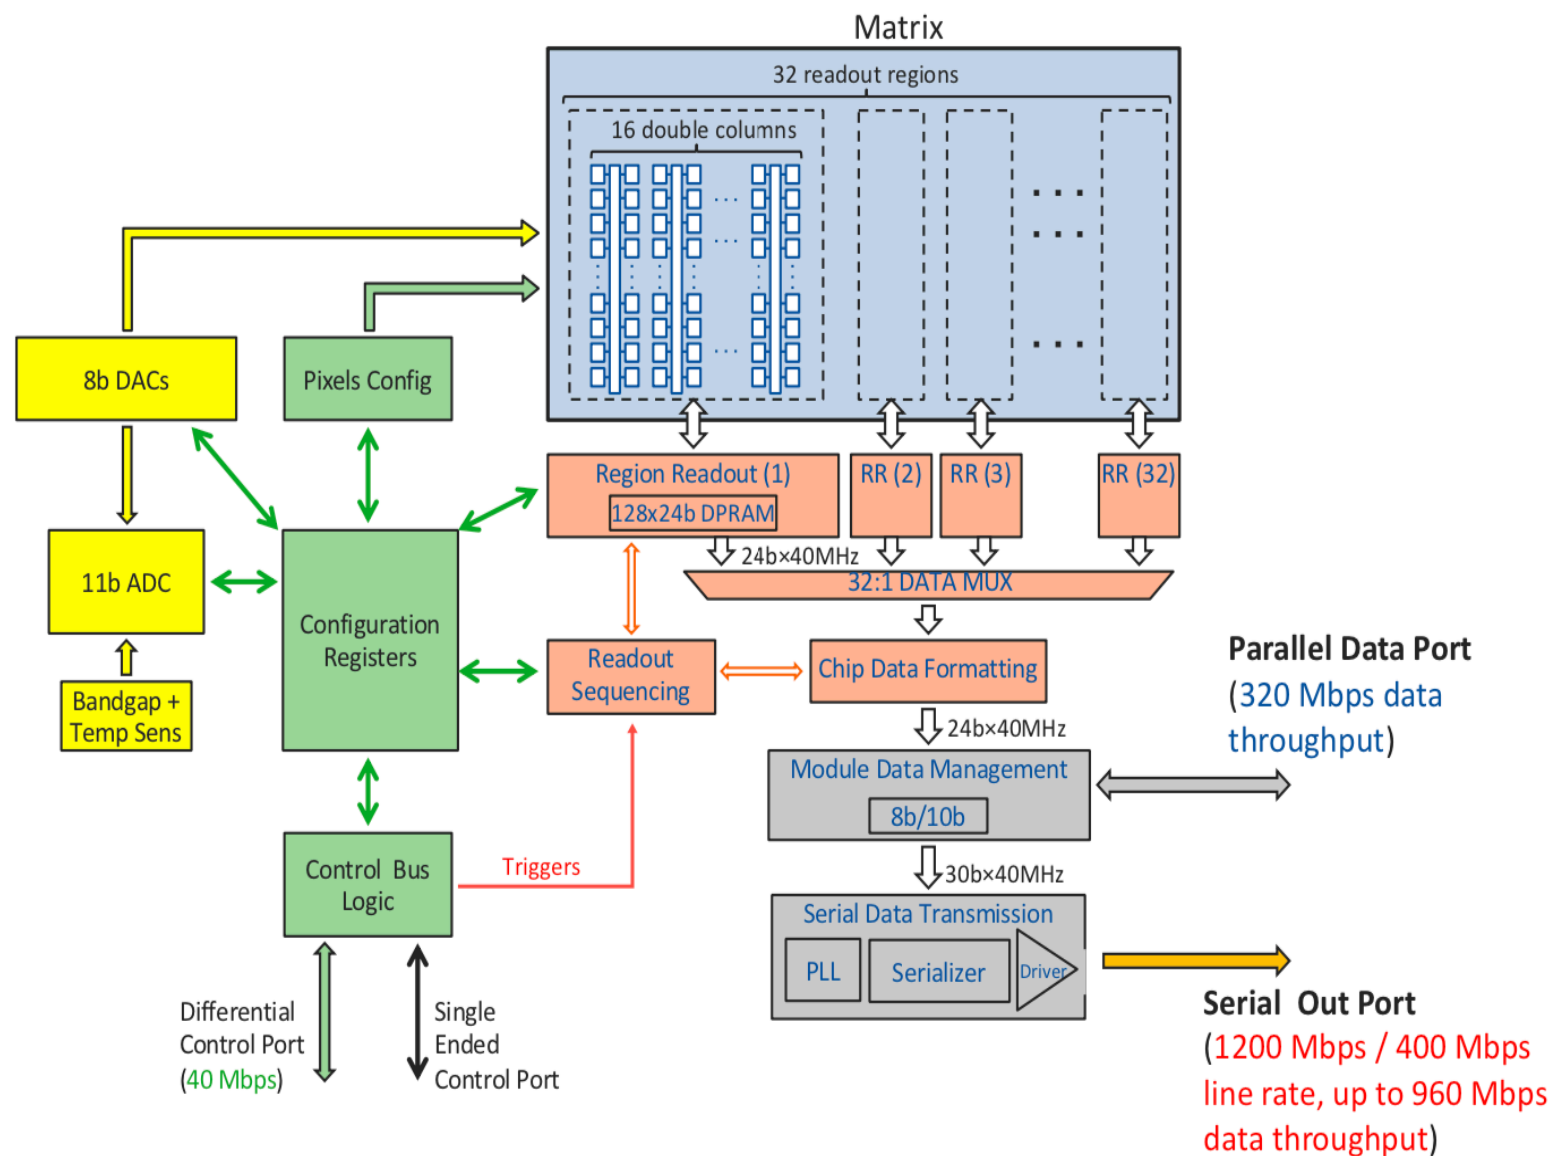 Matrix
32 readout regions
16 double columns
8b DACs
Pixels Config
Region Readout (1)
128x24b DPRAM
RR (2)
RR (3)
RR (32)
24b×40MHz
32:1 DATA MUX
11b ADC
Configuration
Registers
Readout
Sequencing
Chip Data Formatting
Bandgap +
Temp Sens
24b×40MHz
Parallel Data Port
(320 Mbps data
throughput)
Module Data Management
8b/10b
30b×40MHz
Control Bus
Logic
Triggers
Serial Data Transmission
PLL
Serializer
Driver
Differential
Control Port
(40 Mbps)
Single
Ended
Control Port
Serial Out Port
(1200 Mbps / 400 Mbps
line rate, up to 960 Mbps
data throughput)